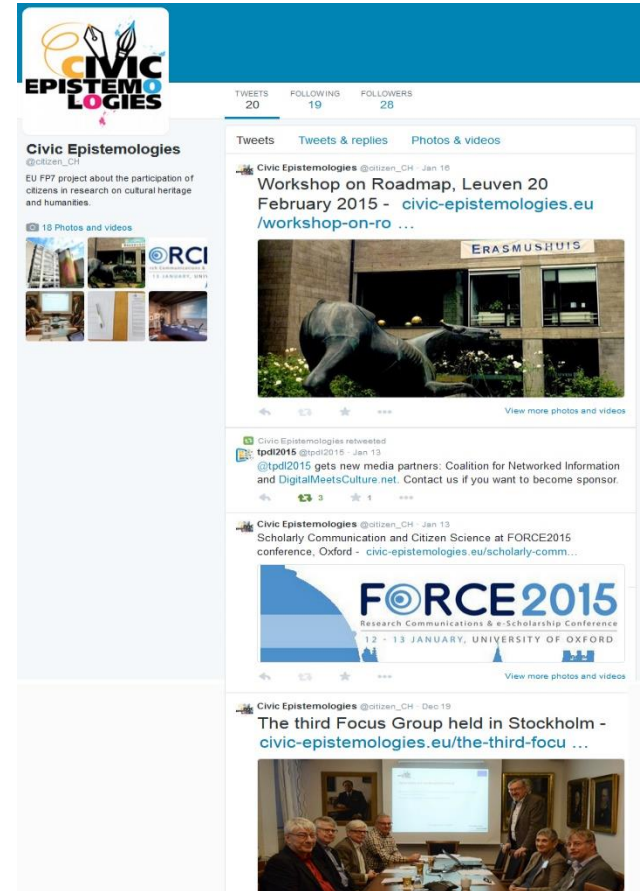 CIVIC
EPISTEMO
LOGIES
TWEETS FOLLOWING FOLLOWERS
20 19 28
Civic Epistemologies
@citizen_CH
EU FP7 project about the participation of
citizens in research on cultural heritage
and humanities.
18 Photos and videos
ORCI
Tweets Tweets & replies Photos & videos
Civic Epistemologies @citizen_CH · Jan 16
Workshop on Roadmap, Leuven 20
February 2015 - civic-epistemologies.eu
/workshop-on-ro ...
ERASMUSHUIS
View more photos and videos
Civic Epistemologies retweeted
tpdl2015 @tpdl2015 · Jan 13
@tpdl2015 gets new media partners: Coalition for Networked Information
and DigitalMeetsCulture.net. Contact us if you want to become sponsor.
3 1
Civic Epistemologies @citizen_CH · Jan 13
Scholarly Communication and Citizen Science at FORCE2015
conference, Oxford - civic-epistemologies.eu/scholarly-comm...
FORCE2015
Research Communications & e-Scholarship Conference
12 - 13 JANUARY, UNIVERSITY OF OXFORD
View more photos and videos
Civic Epistemologies @citizen_CH · Dec 19
The third Focus Group held in Stockholm -
civic-epistemologies.eu/the-third-focu ...